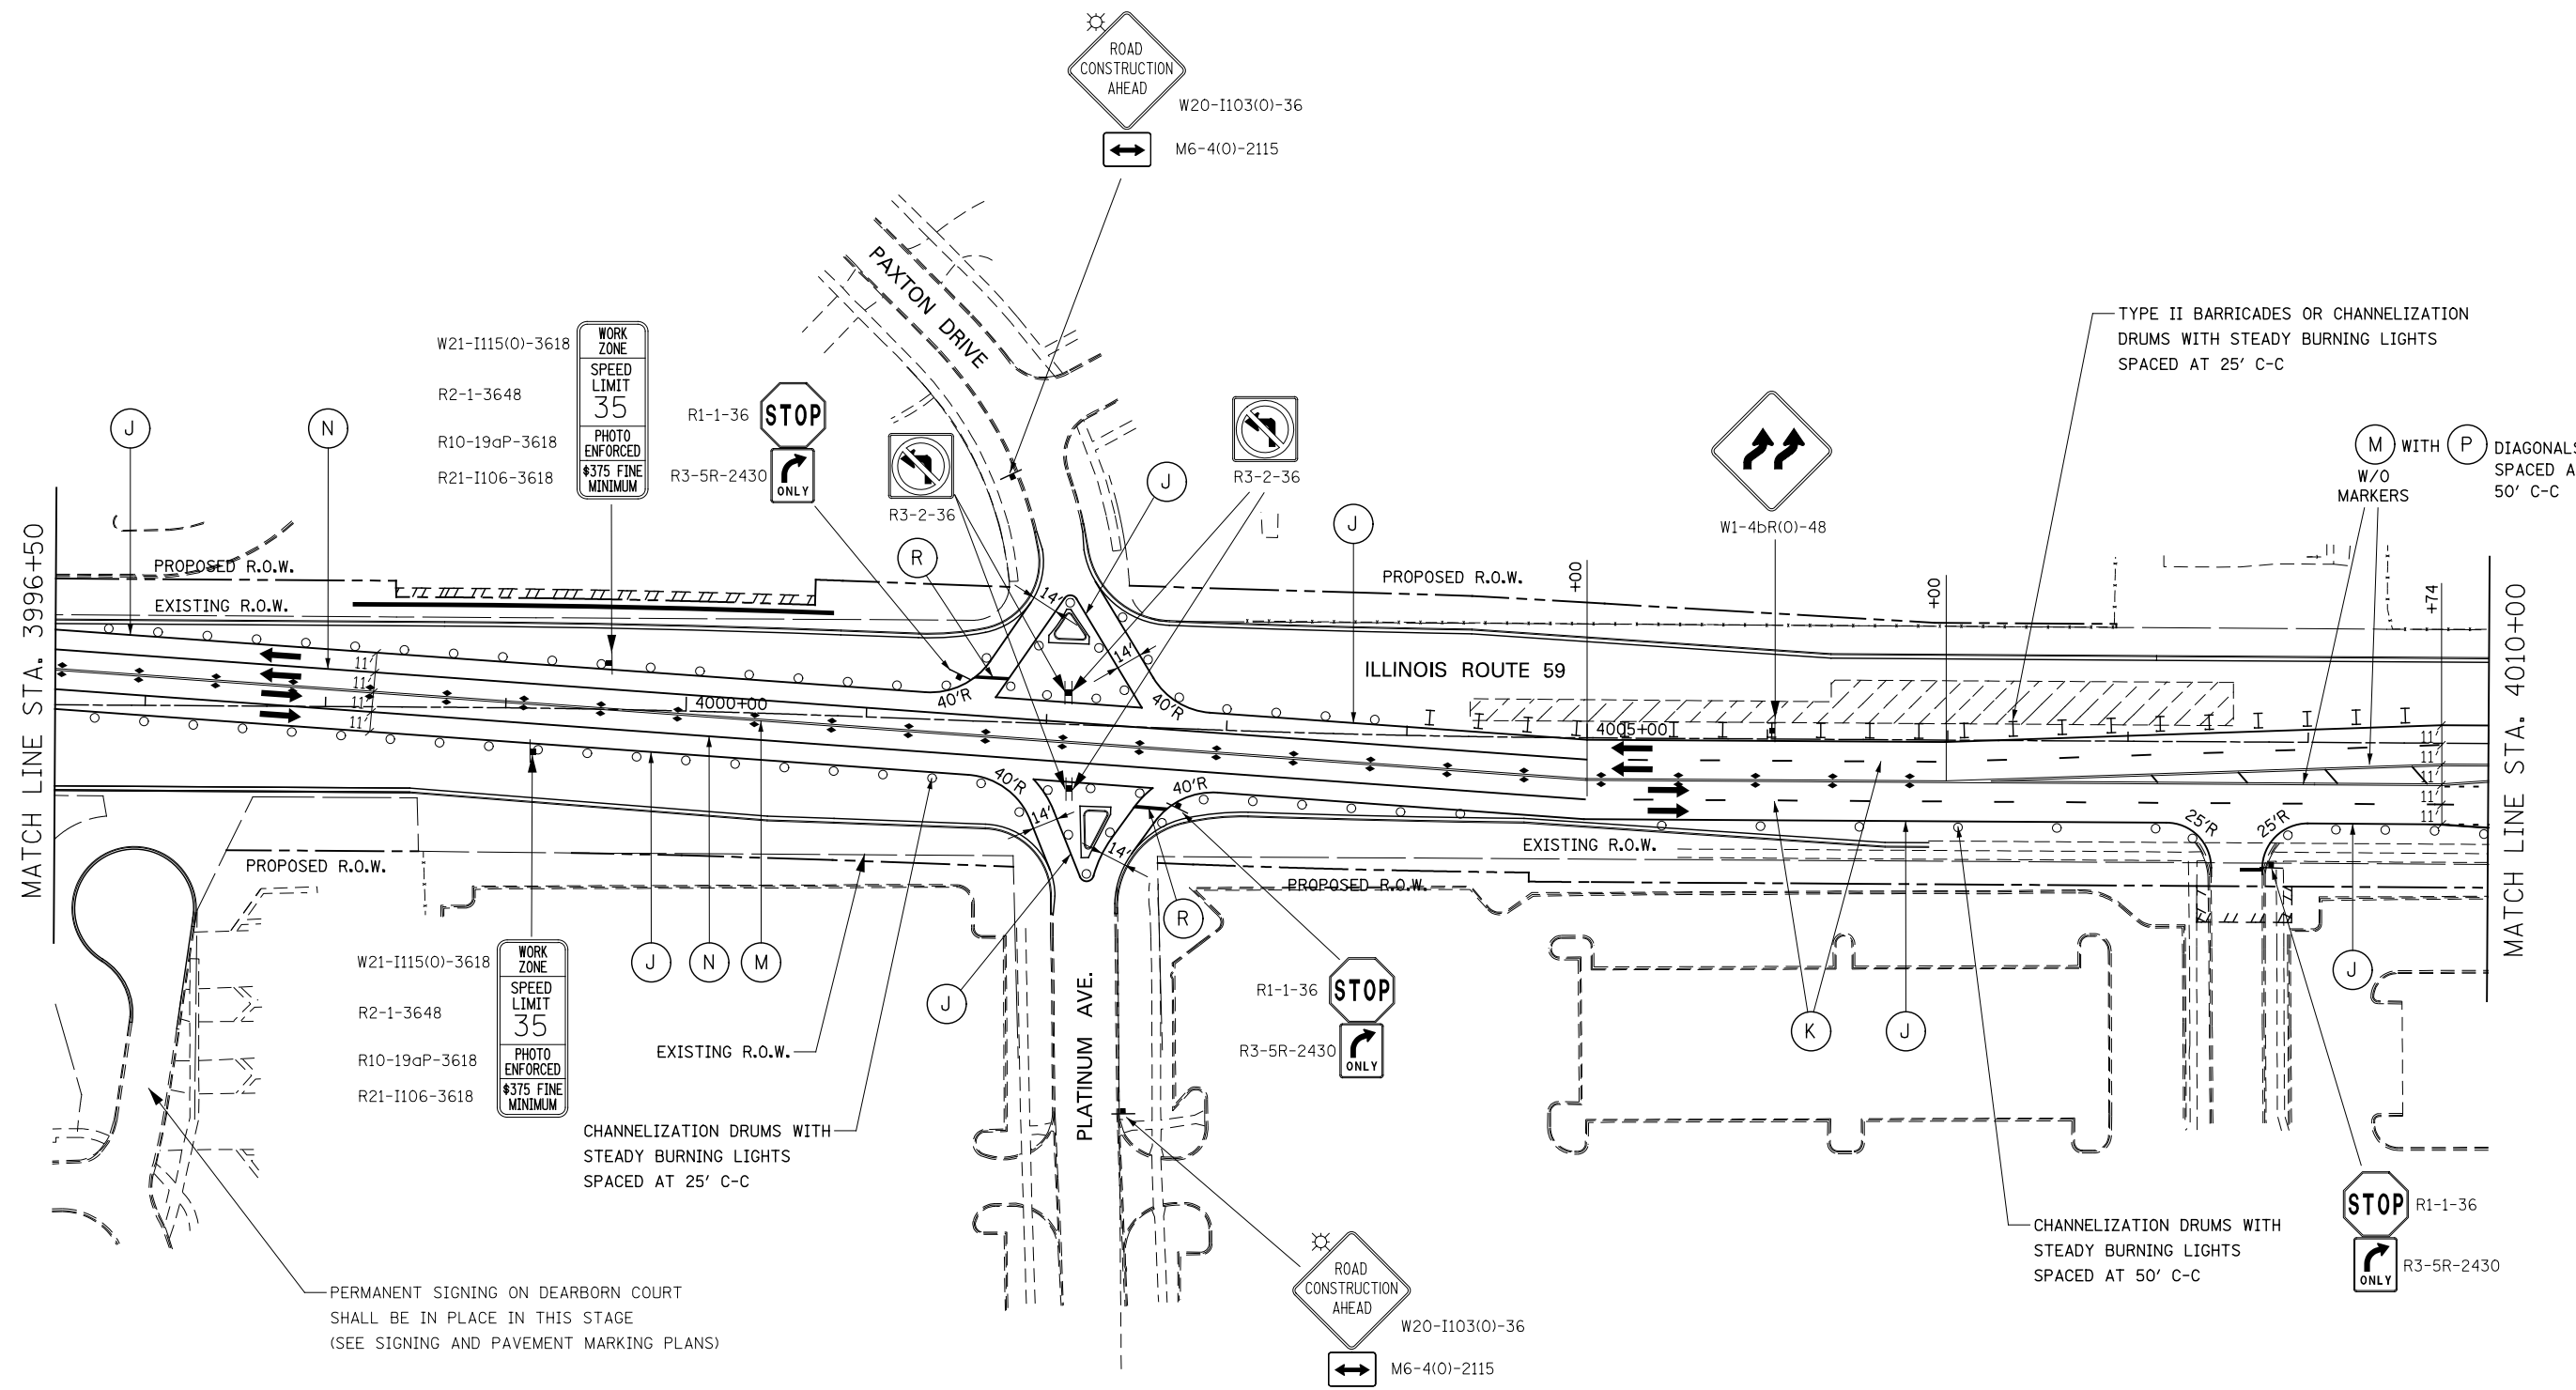 ROAD
CONSTRUCTION
AHEAD
W20-I103(O)-36
M6-4(O)-2115
PAXTON DRIVE
W21-I115(O)-3618
R2-1-3648
R10-19aP-3618
R21-I106-3618
WORK
ZONE
SPEED
LIMIT
35
PHOTO
ENFORCED
$375 FINE
MINIMUM
R1-1-36
STOP
R3-5R-2430
ONLY
R3-2-36
R3-2-36
J
N
R
J
J
W1-4bR(O)-48
TYPE II BARRICADES OR CHANNELIZATION
DRUMS WITH STEADY BURNING LIGHTS
SPACED AT 25' C-C
M WITH P DIAGONALS
SPACED A
50' C-C
W/O
MARKERS
MATCH LINE STA. 3996+50
PROPOSED R.O.W.
EXISTING R.O.W.
PROPOSED R.O.W.
+00
+00
+74
MATCH LINE STA. 4010+00
ILLINOIS ROUTE 59
14'
14'
40'R
40'R
11'
11'
11'
11'
4000+00
4005+00
11'
11'
11'
11'
11'
40'R
40'R
14'
14'
25'R
25'R
PROPOSED R.O.W.
EXISTING R.O.W.
PROPOSED R.O.W.
W21-I115(O)-3618
R2-1-3648
R10-19aP-3618
R21-I106-3618
WORK
ZONE
SPEED
LIMIT
35
PHOTO
ENFORCED
$375 FINE
MINIMUM
J
N
M
J
R
EXISTING R.O.W.
PLATINUM AVE.
R1-1-36
STOP
R3-5R-2430
ONLY
K
J
J
CHANNELIZATION DRUMS WITH
STEADY BURNING LIGHTS
SPACED AT 25' C-C
CHANNELIZATION DRUMS WITH
STEADY BURNING LIGHTS
SPACED AT 50' C-C
STOP
R1-1-36
ONLY
R3-5R-2430
PERMANENT SIGNING ON DEARBORN COURT
SHALL BE IN PLACE IN THIS STAGE
(SEE SIGNING AND PAVEMENT MARKING PLANS)
ROAD
CONSTRUCTION
AHEAD
W20-I103(O)-36
M6-4(O)-2115